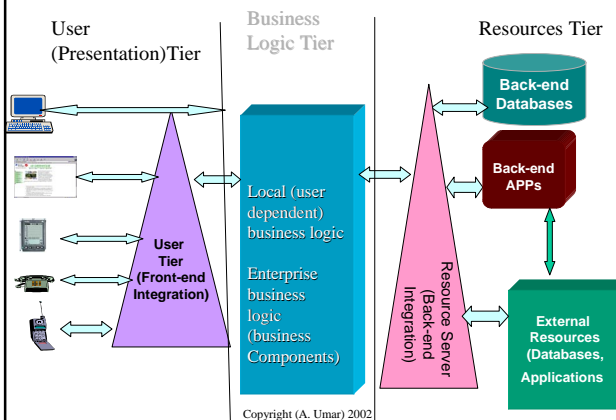 User
(Presentation)Tier
Business
Logic Tier
Resources Tier
User
Tier
(Front-end
Integration)
Local (user
dependent)
business logic
Enterprise
business
logic
(business
Components)
Resource Server
(Back-end
Integration)
Back-end
Databases
Back-end
APPs
External
Resources
(Databases,
Applications
Copyright (A. Umar) 2002